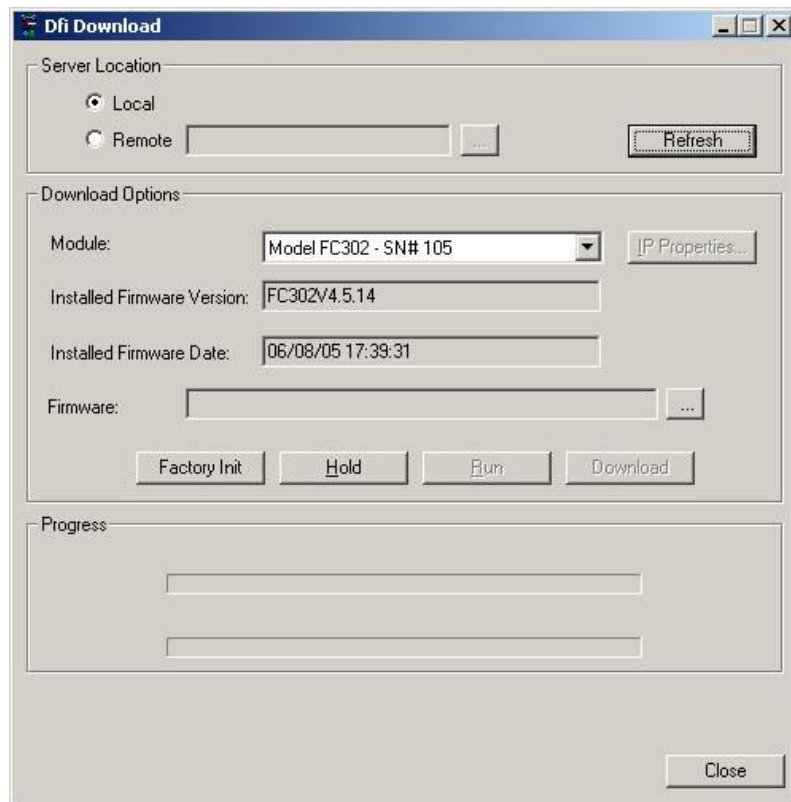 Dfi Download
Server Location
Local
Remote ... Refresh
Download Options
Module: Model FC302 - SN# 105 IP Properties...
Installed Firmware Version: FC302V4.5.14
Installed Firmware Date: 06/08/05 17:39:31
Firmware: ...
Factory Init Hold Run Download
Progress
Close